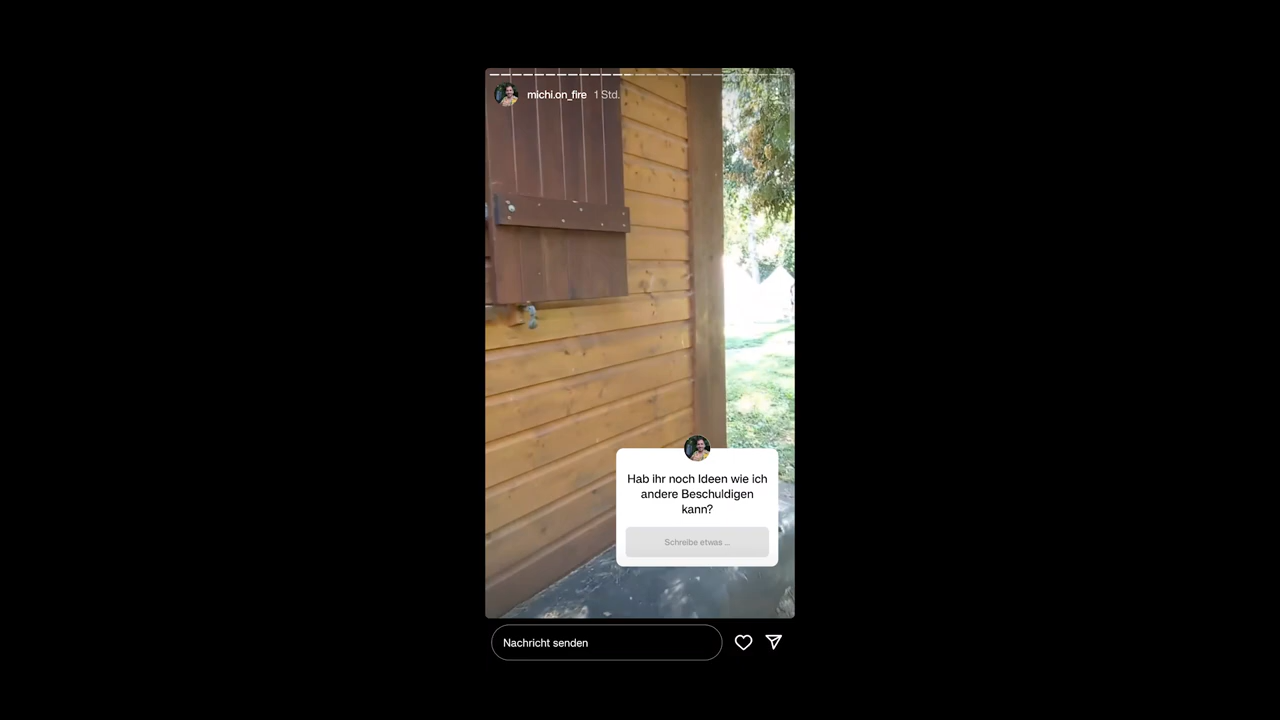 michi.on_fire 1 Std.
Hab ihr noch Ideen wie ich
andere Beschuldigen
kann?
Schreibe etwas ...
Nachricht senden